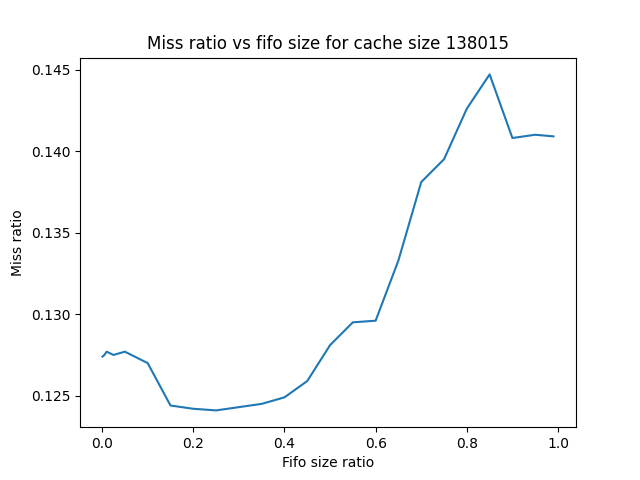 Miss ratio vs fifo size for cache size 138015
0.145
0.140
0.135
0.130
0.125
Miss ratio
0.0 0.2 0.4 0.6 0.8 1.0
Fifo size ratio